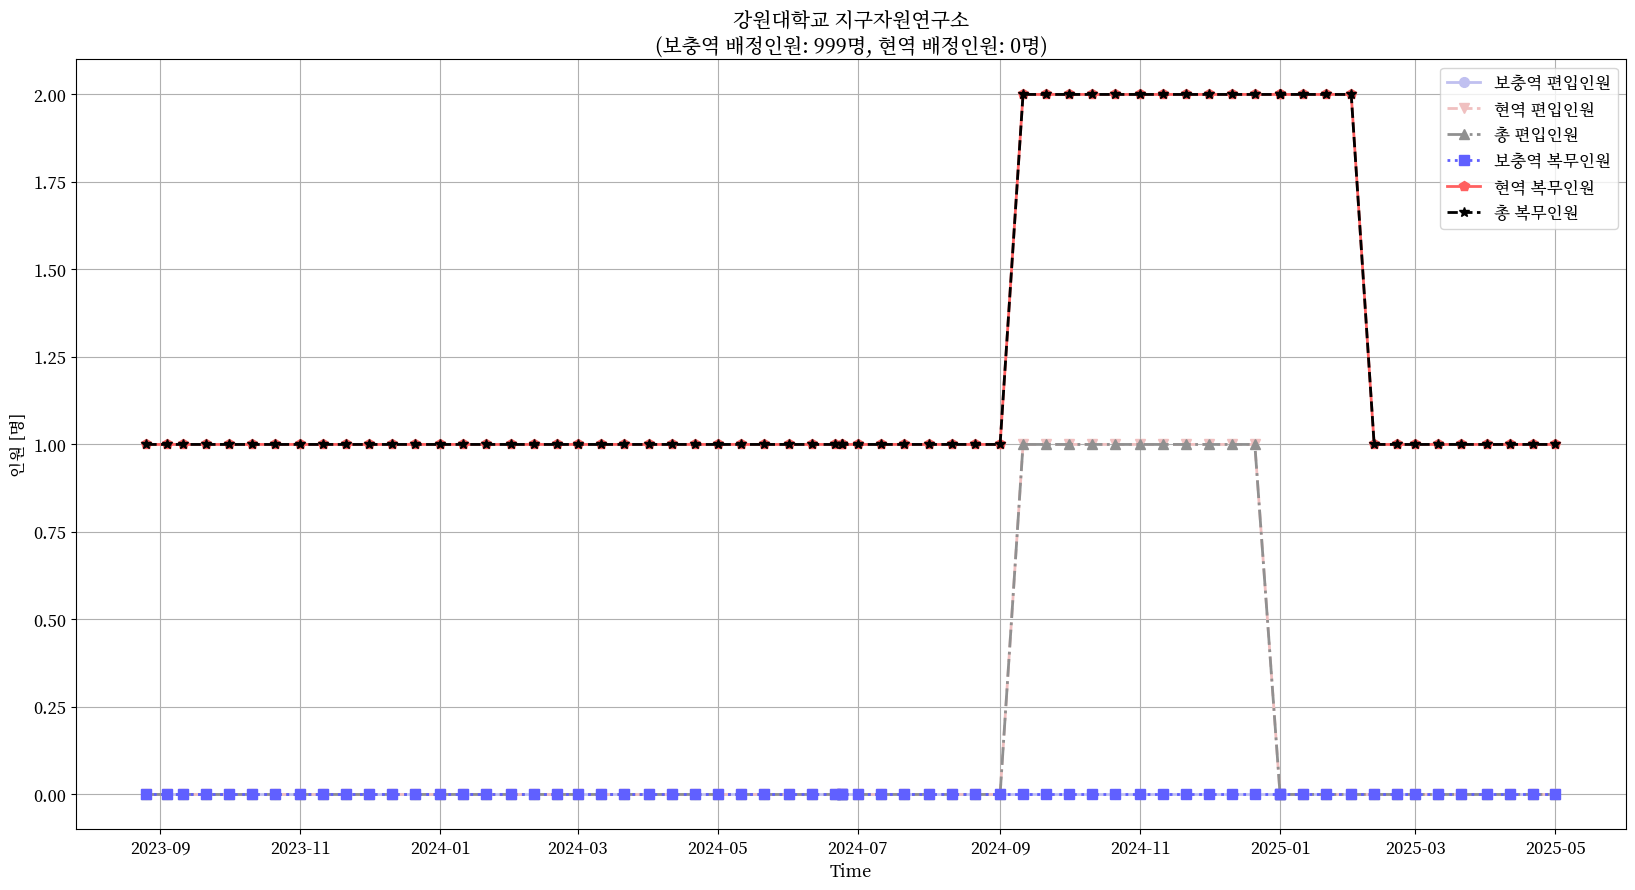 강원대학교 지구자원연구소
(보충역 배정인원: 999명, 현역 배정인원: 0명)
보충역 편입인원
현역 편입인원
총 편입인원
보충역 복무인원
현역 복무인원
총 복무인원
2.00
1.75
1.50
1.25
1.00
0.75
0.50
0.25
0.00
인원 [명]
2023-09
2023-11
2024-01
2024-03
2024-05
2024-07
2024-09
2024-11
2025-01
2025-03
2025-05
Time